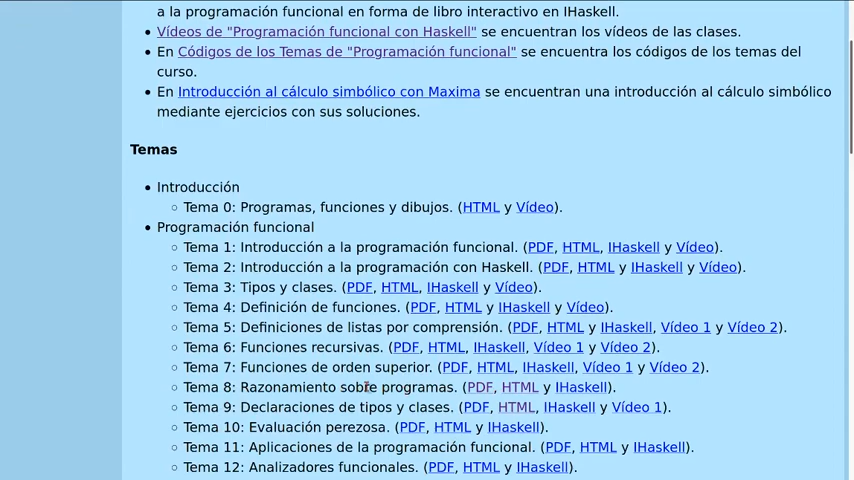 a la programación funcional en forma de libro interactivo en IHaskell.
• Vídeos de "Programación funcional con Haskell" se encuentran los vídeos de las clases.
• En Códigos de los Temas de "Programación funcional" se encuentra los códigos de los temas del
curso.
• En Introducción al cálculo simbólico con Maxima se encuentran una introducción al cálculo simbólico
mediante ejercicios con sus soluciones.
Temas
• Introducción
◦ Tema 0: Programas, funciones y dibujos. (HTML y Vídeo).
• Programación funcional
◦ Tema 1: Introducción a la programación funcional. (PDF, HTML, IHaskell y Vídeo).
◦ Tema 2: Introducción a la programación con Haskell. (PDF, HTML y IHaskell y Vídeo).
◦ Tema 3: Tipos y clases. (PDF, HTML, IHaskell y Vídeo).
◦ Tema 4: Definición de funciones. (PDF, HTML y IHaskell y Vídeo).
◦ Tema 5: Definiciones de listas por comprensión. (PDF, HTML y IHaskell, Vídeo 1 y Vídeo 2).
◦ Tema 6: Funciones recursivas. (PDF, HTML, IHaskell, Vídeo 1 y Vídeo 2).
◦ Tema 7: Funciones de orden superior. (PDF, HTML, IHaskell, Vídeo 1 y Vídeo 2).
◦ Tema 8: Razonamiento sobre programas. (PDF, HTML y IHaskell).
◦ Tema 9: Declaraciones de tipos y clases. (PDF, HTML, IHaskell y Vídeo 1).
◦ Tema 10: Evaluación perezosa. (PDF, HTML y IHaskell).
◦ Tema 11: Aplicaciones de la programación funcional. (PDF, HTML y IHaskell).
◦ Tema 12: Analizadores funcionales. (PDF, HTML y IHaskell).